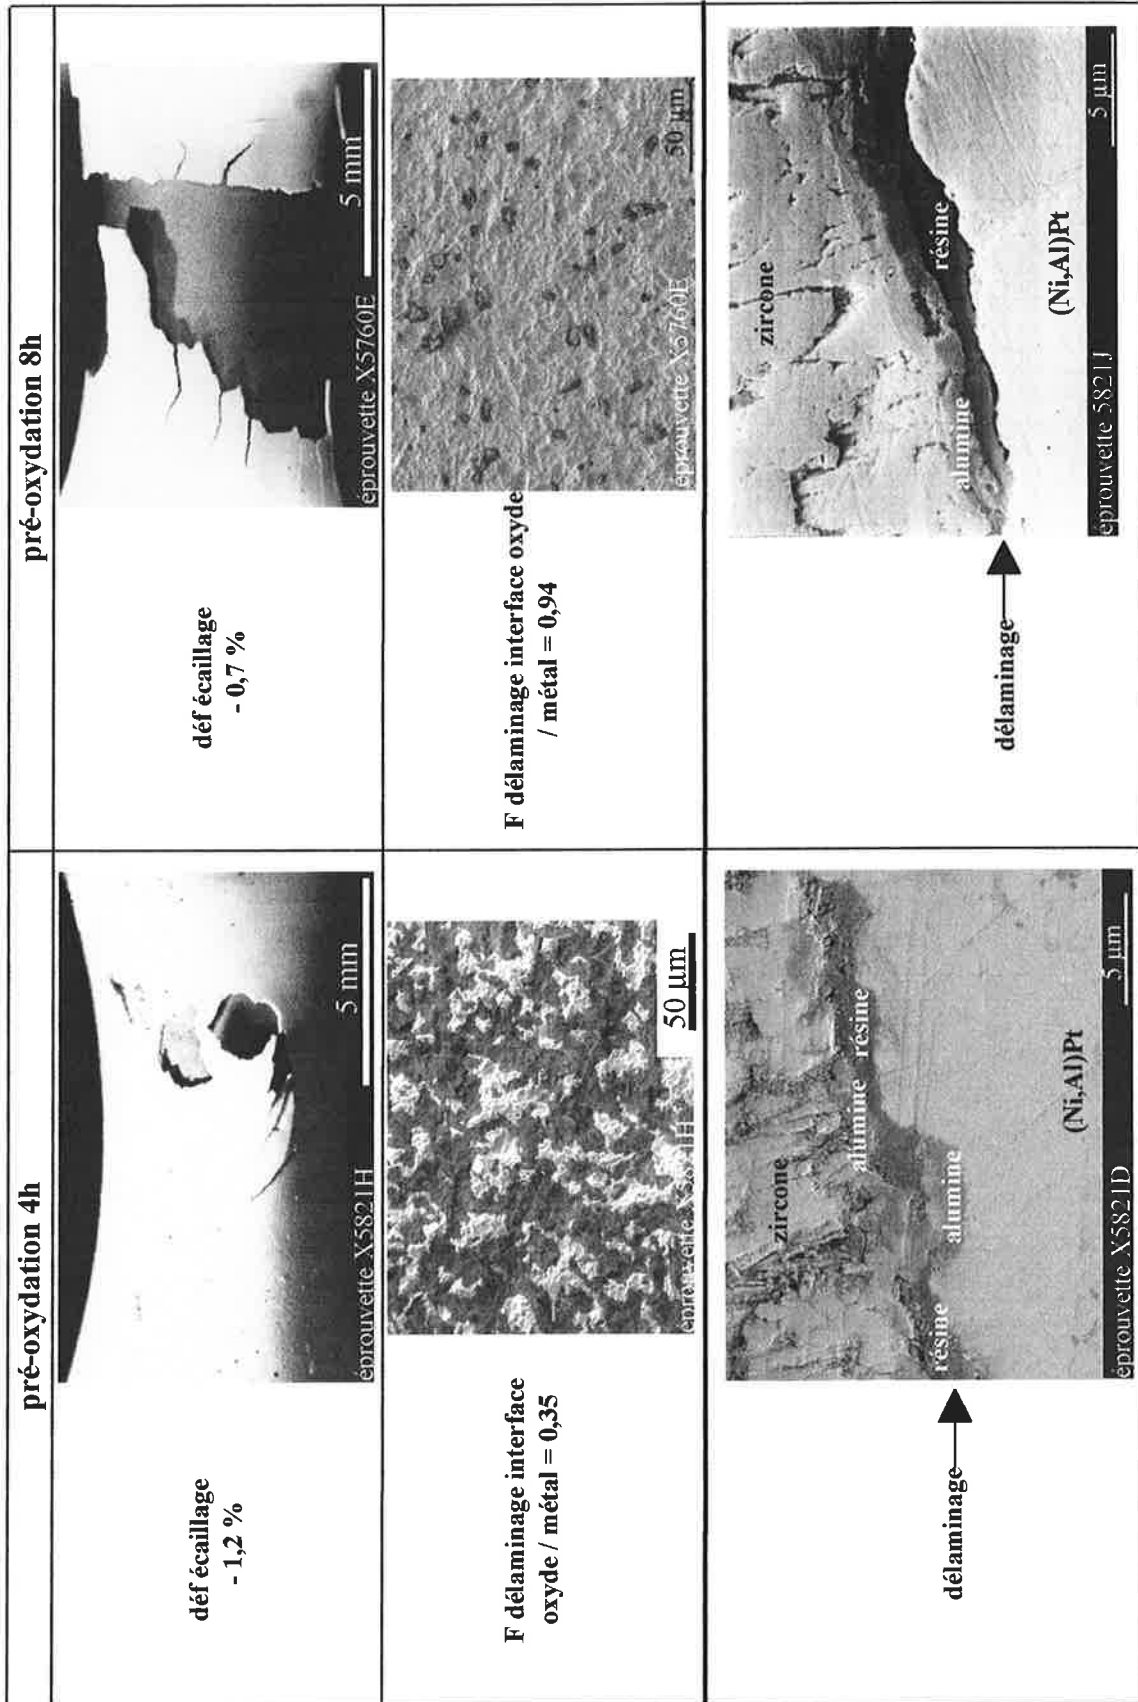 pré-oxydation 4h
pré-oxydation 8h
déf écaillage
- 1,2 %
éprouvette X5821H
5 mm
déf écaillage
- 0,7 %
éprouvette X5760E
5 mm
F délaminage interface
oxyde / métal = 0,35
éprouvette X5821H
50 µm
F délaminage interface oxyde
/ métal = 0,94
éprouvette X5760E
50 µm
délaminage
zircone
résine
alumine
alumine résine
(Ni,Al)Pt
éprouvette X5821D
5 µm
délaminage
zircone
alumine
résine
(Ni,Al)Pt
éprouvette 5821J
5 µm